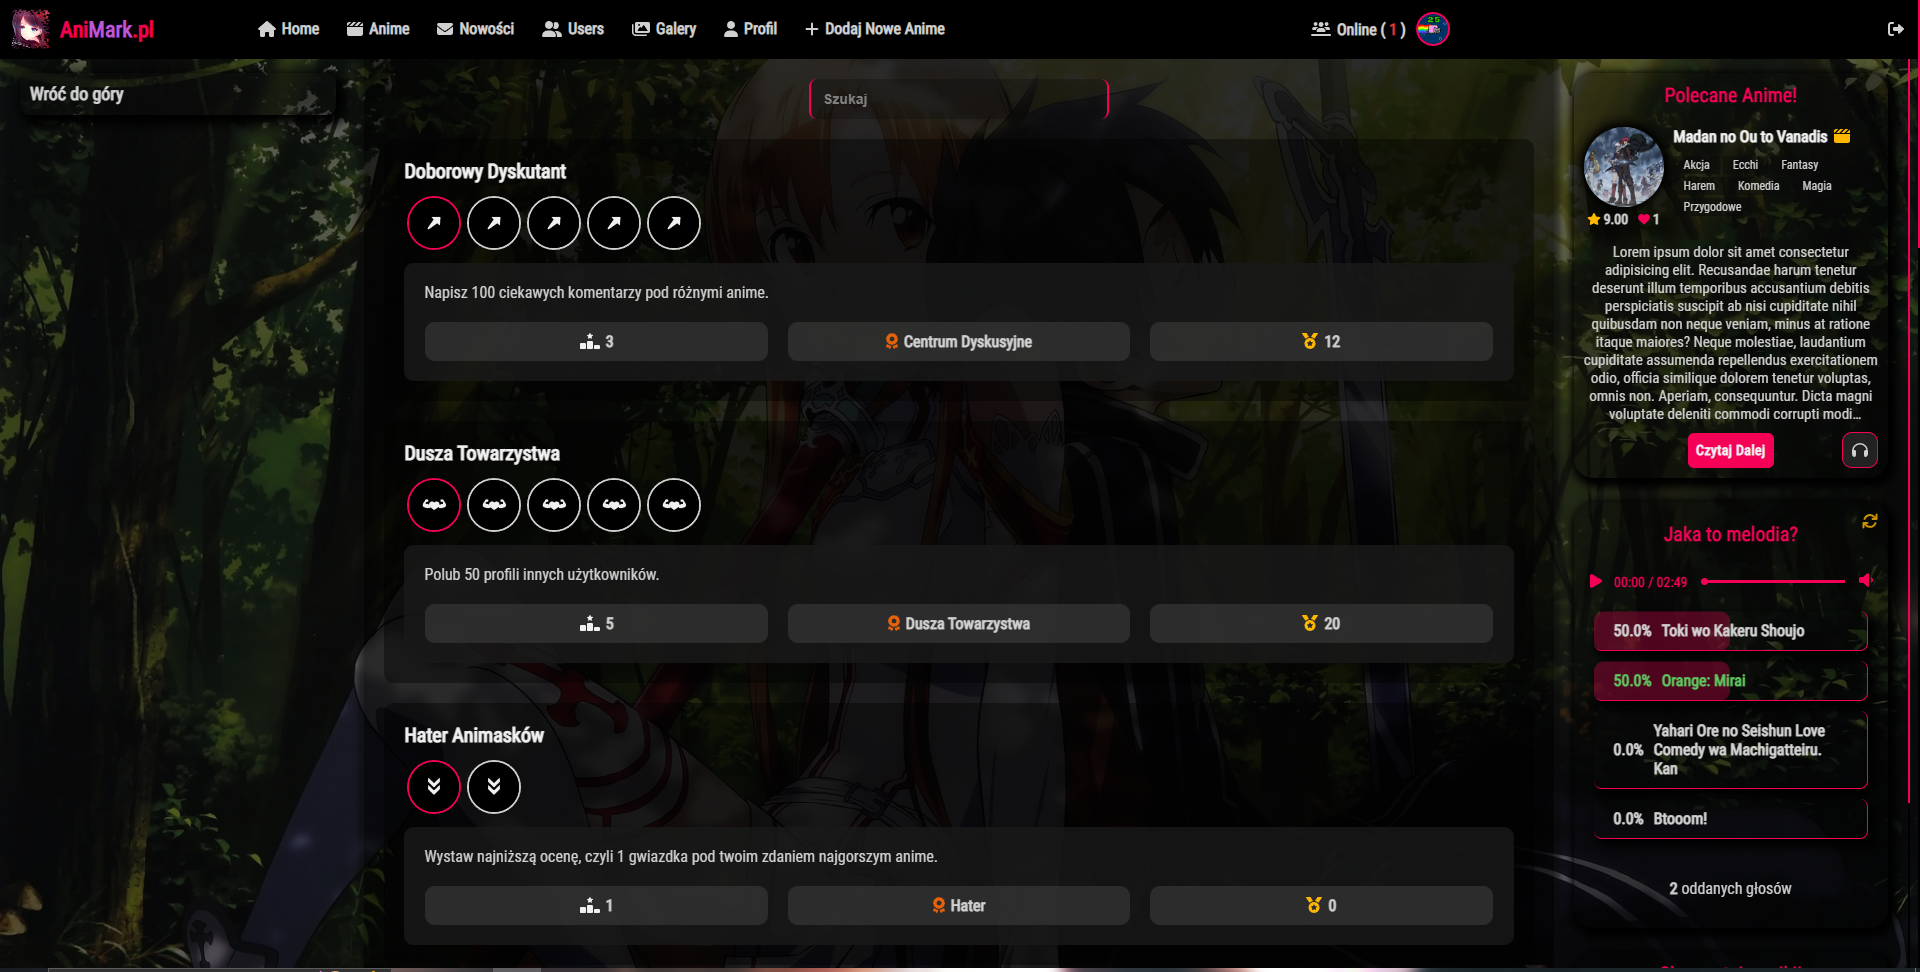 AniMark.pl
Home
Anime
Nowości
Users
Galery
Profil
Dodaj Nowe Anime
Online ( 1 )
Wróć do góry
Szukaj
Doborowy Dyskutant
Napisz 100 ciekawych komentarzy pod różnymi anime.
3
Centrum Dyskusyjne
12
Dusza Towarzystwa
Polub 50 profili innych użytkowników.
5
Dusza Towarzystwa
20
Hater Animasków
Wystaw najniższą ocenę, czyli 1 gwiazdka pod twoim zdaniem najgorszym anime.
1
Hater
0
Polecane Anime!
Madan no Ou to Vanadis
Akcja Ecchi Fantasy
Harem Komedia Magia
Przygodowe
9.00 1
Lorem ipsum dolor sit amet consectetur
adipisicing elit. Recusandae harum tenetur
deserunt illum temporibus accusantium debitis
perspiciatis suscipit ab nisi cupiditate nihil
quibusdam non neque veniam, minus at ratione
itaque maiores? Neque molestiae, laudantium
cupiditate assumenda repellendus exercitationem
odio, officia similique dolorem tenetur voluptas,
omnis non. Aperiam, consequuntur. Dicta magni
voluptate deleniti commodi corrupti modi...
Czytaj Dalej
Jaka to melodia?
00:00 / 02:49
50.0% Toki wo Kakeru Shoujo
50.0% Orange: Mirai
0.0% Yahari Ore no Seishun Love
Comedy wa Machigatteiru.
Kan
0.0% Btooom!
2 oddanych głosów